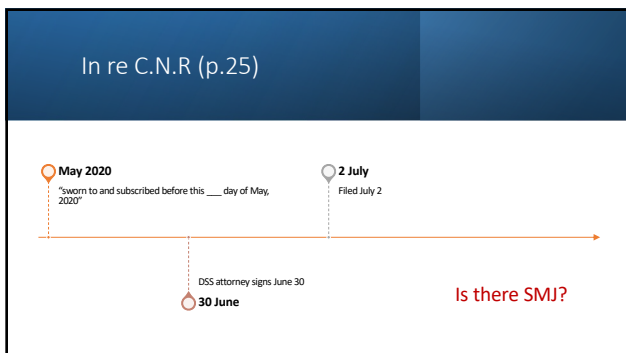 In re C.N.R (p.25)
May 2020
"sworn to and subscribed before this ___ day of May,
2020"
2 July
Filed July 2
DSS attorney signs June 30
30 June
Is there SMJ?